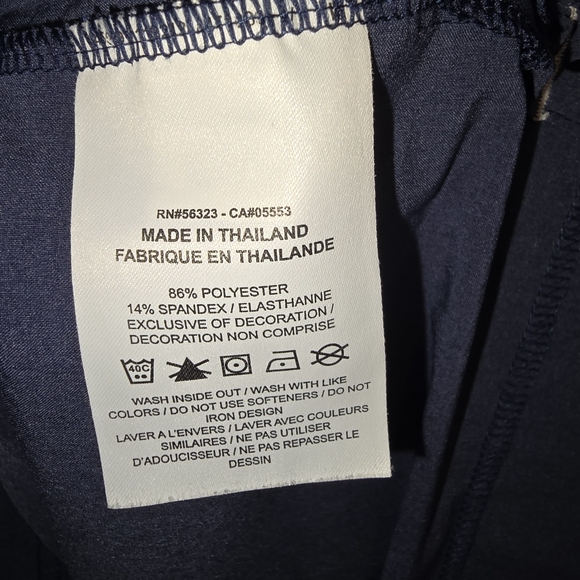 RN#56323 - CA#05553
MADE IN THAILAND
FABRIQUE EN THAILANDE
86% POLYESTER
14% SPANDEX / ELASTHANNE
EXCLUSIVE OF DECORATION /
DECORATION NON COMPRISE
40C
WASH INSIDE OUT / WASH WITH LIKE
COLORS / DO NOT USE SOFTENERS / DO NOT
IRON DESIGN
LAVER A L'ENVERS / LAVER AVEC COULEURS
SIMILAIRES / NE PAS UTILISER
D'ADOUCISSEUR / NE PAS REPASSER LE
DESSIN